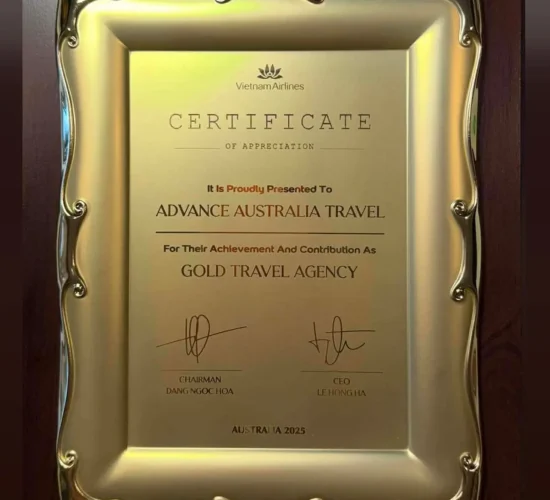 Vietnam Airlines
CERTIFICATE
OF APPRECIATION
It Is Proudly Presented To
ADVANCE AUSTRALIA TRAVEL
For Their Achievement And Contribution As
GOLD TRAVEL AGENCY
CHAIRMAN
DANG NGOC HOA
CEO
LE HONG HA
AUSTRALIA 2025